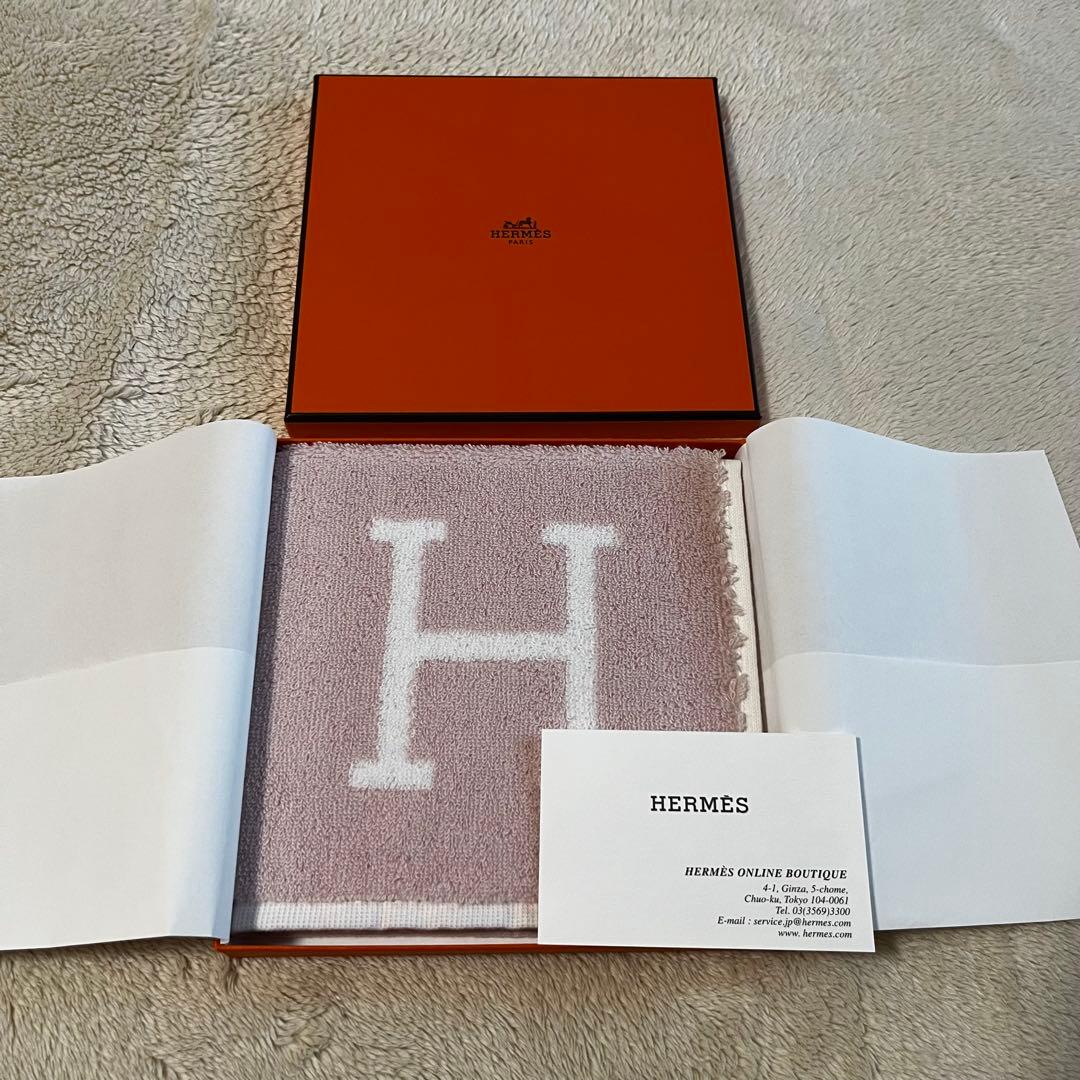 HERMÈS
PARIS
H
HERMÈS
HERMÈS ONLINE BOUTIQUE
4-1, Ginza, 5-chome,
Chuo-ku, Tokyo 104-0061
Tel. 03(3569)3300
E-mail : service.jp@hermes.com
www. hermes.com